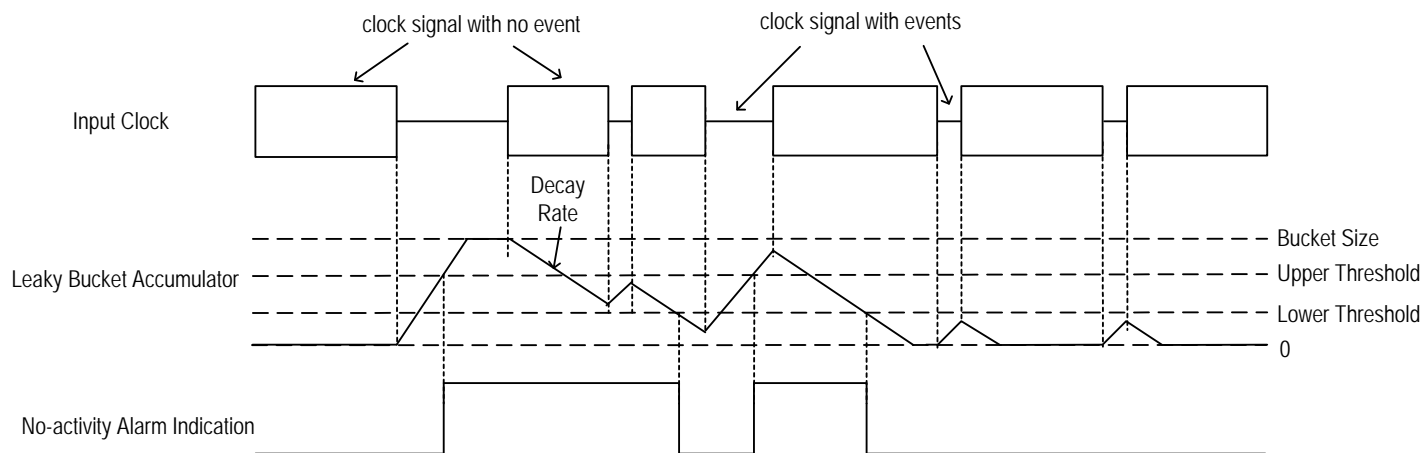 clock signal with no event
clock signal with events
Input Clock
Decay
Rate
Bucket Size
Leaky Bucket Accumulator
Upper Threshold
Lower Threshold
0
No-activity Alarm Indication